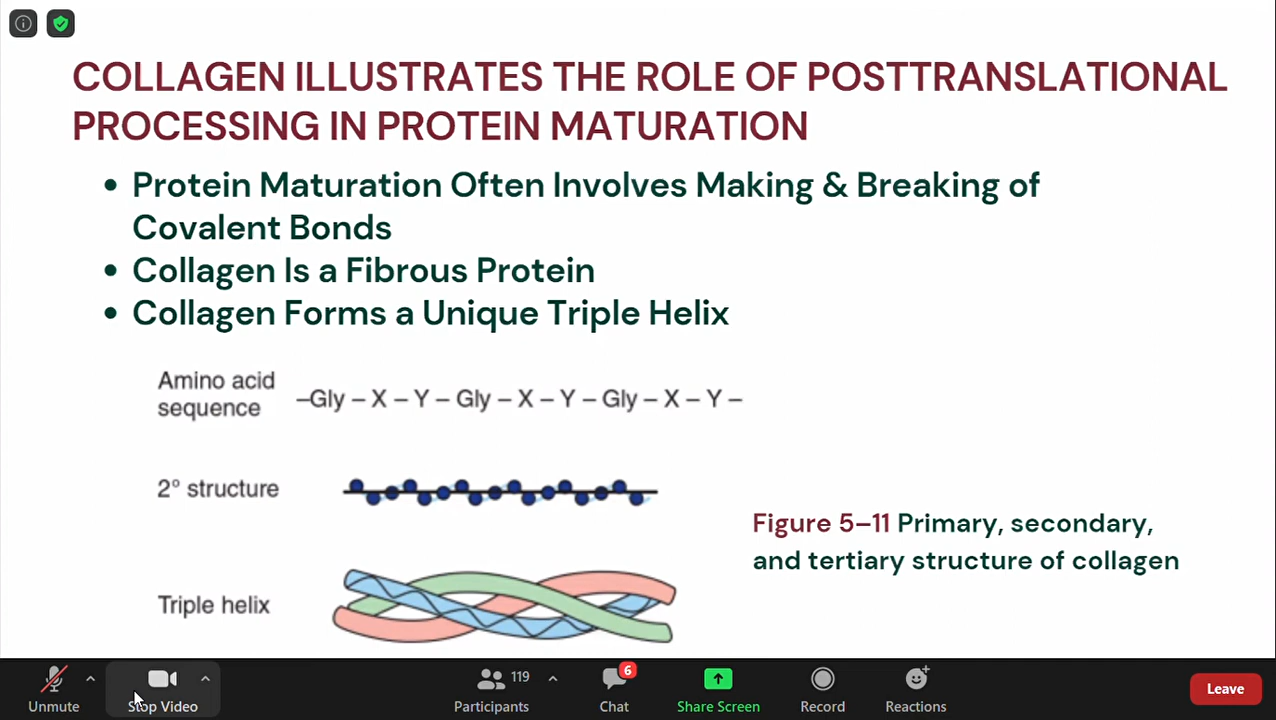 COLLAGEN ILLUSTRATES THE ROLE OF POSTTRANSLATIONAL
PROCESSING IN PROTEIN MATURATION
• Protein Maturation Often Involves Making & Breaking of
Covalent Bonds
• Collagen Is a Fibrous Protein
• Collagen Forms a Unique Triple Helix
Amino acid
sequence
–Gly – X – Y – Gly – X – Y – Gly – X – Y –
2° structure
Figure 5–11 Primary, secondary,
and tertiary structure of collagen
Triple helix
Unmute
Stop Video
Participants
119
Chat
6
Share Screen
Record
Reactions
Leave